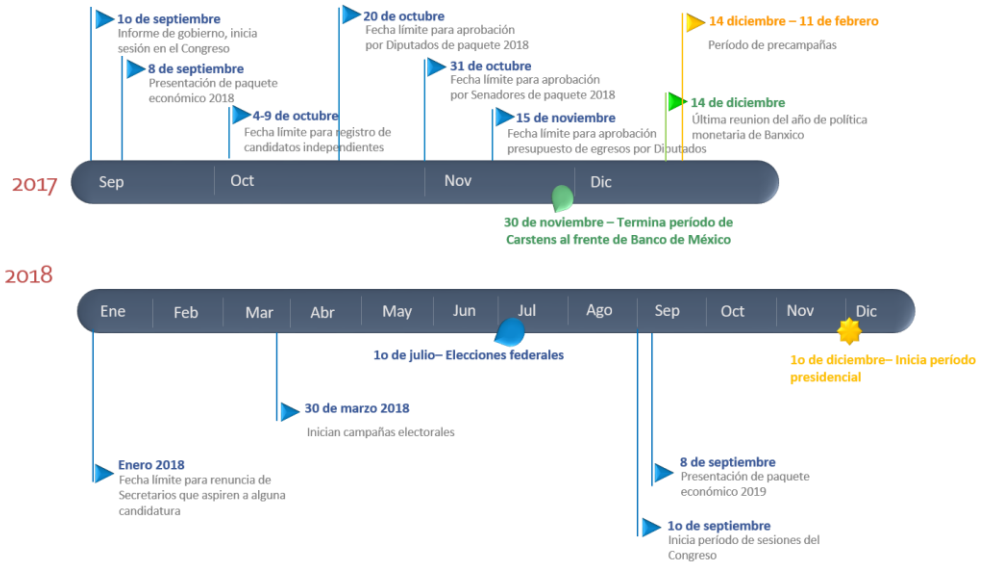 1o de septiembre
Informe de gobierno, inicia
sesión en el Congreso
8 de septiembre
Presentación de paquete
económico 2018
4-9 de octubre
Fecha límite para registro de
candidatos independientes
20 de octubre
Fecha límite para aprobación
por Diputados de paquete 2018
31 de octubre
Fecha límite para aprobación
por Senadores de paquete 2018
15 de noviembre
Fecha límite para aprobación
presupuesto de egresos por Diputados
14 diciembre – 11 de febrero
Período de precampañas
14 de diciembre
Última reunion del año de política
monetaria de Banxico
2017
Sep
Oct
Nov
Dic
30 de noviembre – Termina período de
Carstens al frente de Banco de México
2018
Ene
Feb
Mar
Abr
May
Jun
Jul
Ago
Sep
Oct
Nov
Dic
1o de julio– Elecciones federales
1o de diciembre– Inicia período
presidencial
30 de marzo 2018
Inician campañas electorales
Enero 2018
Fecha límite para renuncia de
Secretarios que aspiren a alguna
candidatura
8 de septiembre
Presentación de paquete
económico 2019
1o de septiembre
Inicia período de sesiones del
Congreso